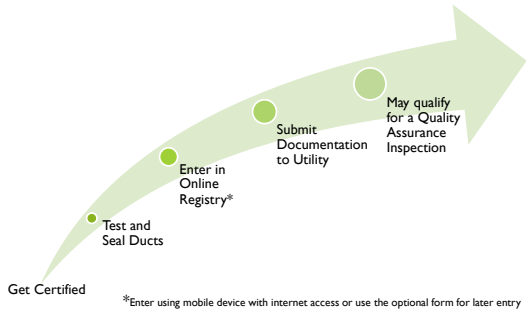 Get Certified
Test and
Seal Ducts
Enter in
Online
Registry*
Submit
Documentation
to Utility
May qualify
for a Quality
Assurance
Inspection
*Enter using mobile device with internet access or use the optional form for later entry